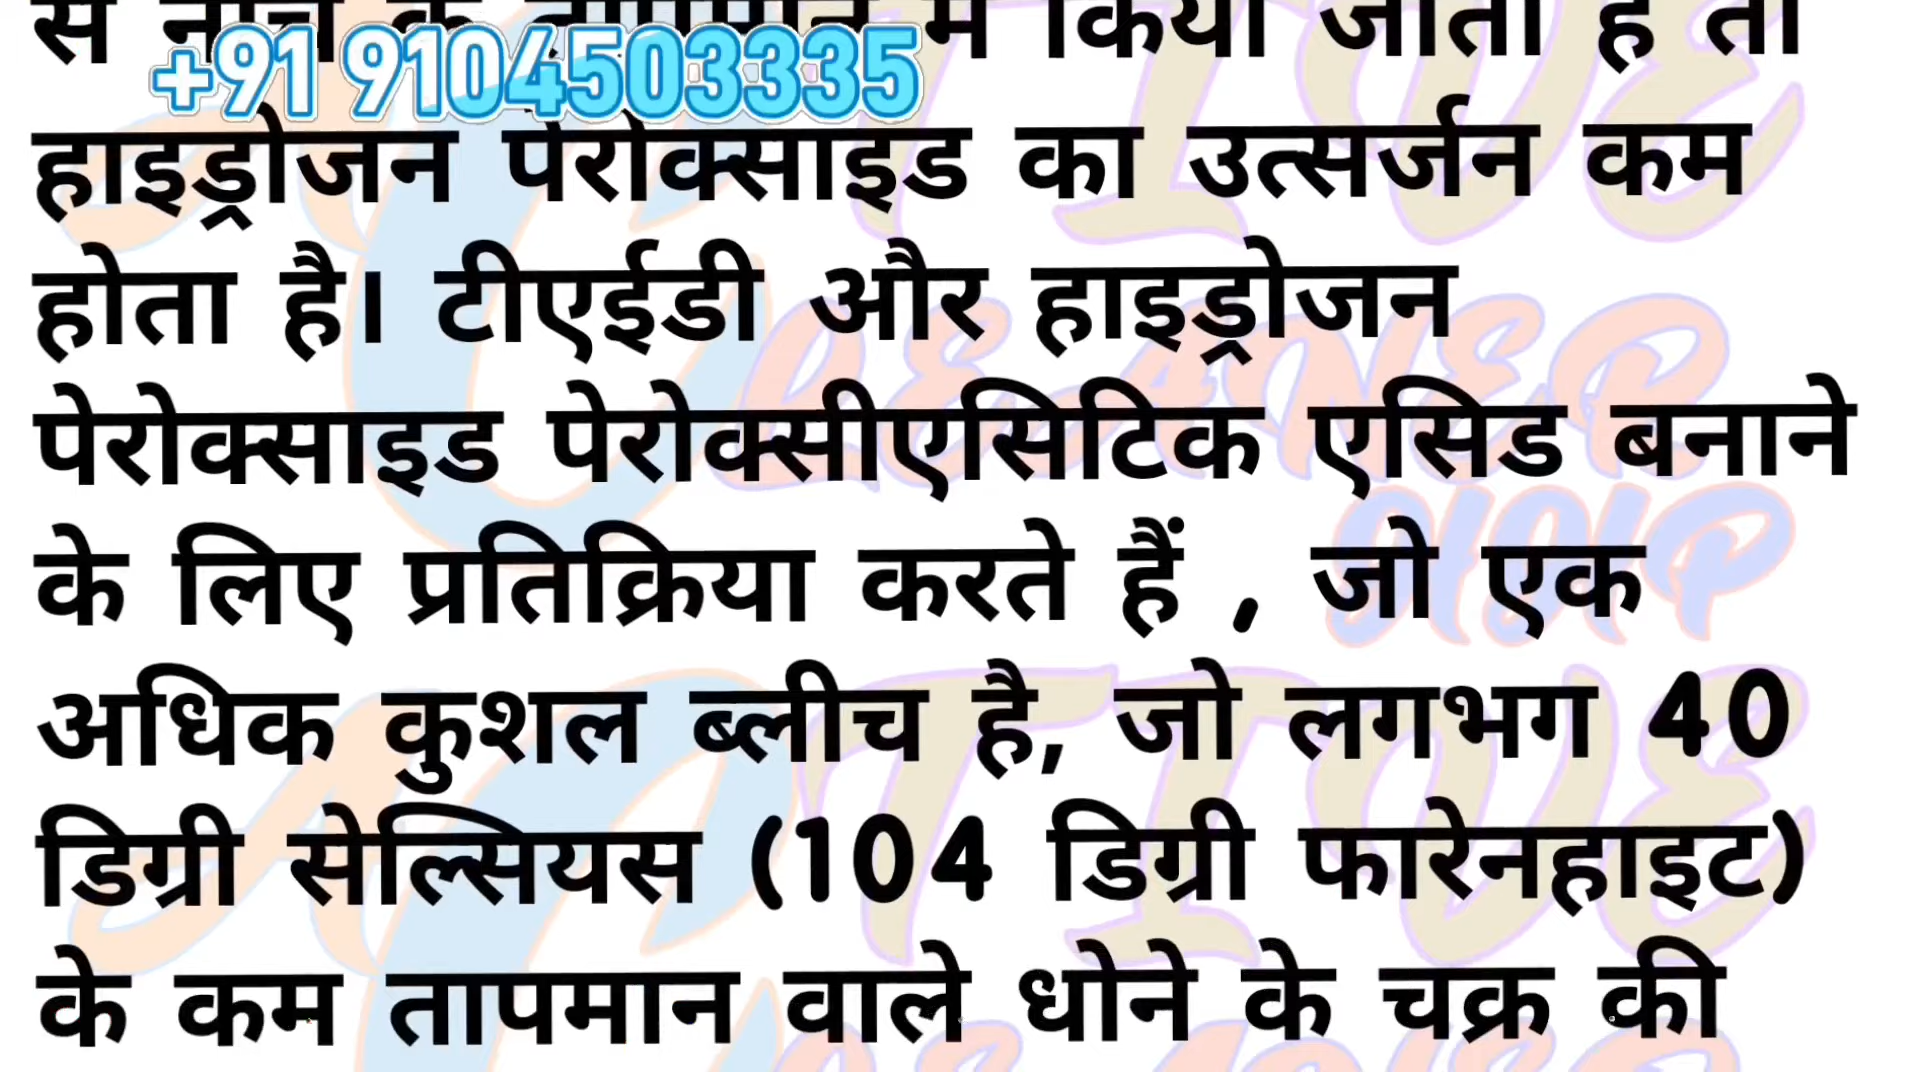 से नीचे के तापमान में किया जाता है तो
+91 9104503335
हाइड्रोजन पेरोक्साइड का उत्सर्जन कम
होता है। टीएईडी और हाइड्रोजन
पेरोक्साइड पेरोक्सीएसिटिक एसिड बनाने
के लिए प्रतिक्रिया करते हैं , जो एक
अधिक कुशल ब्लीच है, जो लगभग 40
डिग्री सेल्सियस (104 डिग्री फारेनहाइट)
के कम तापमान वाले धोने के चक्र की